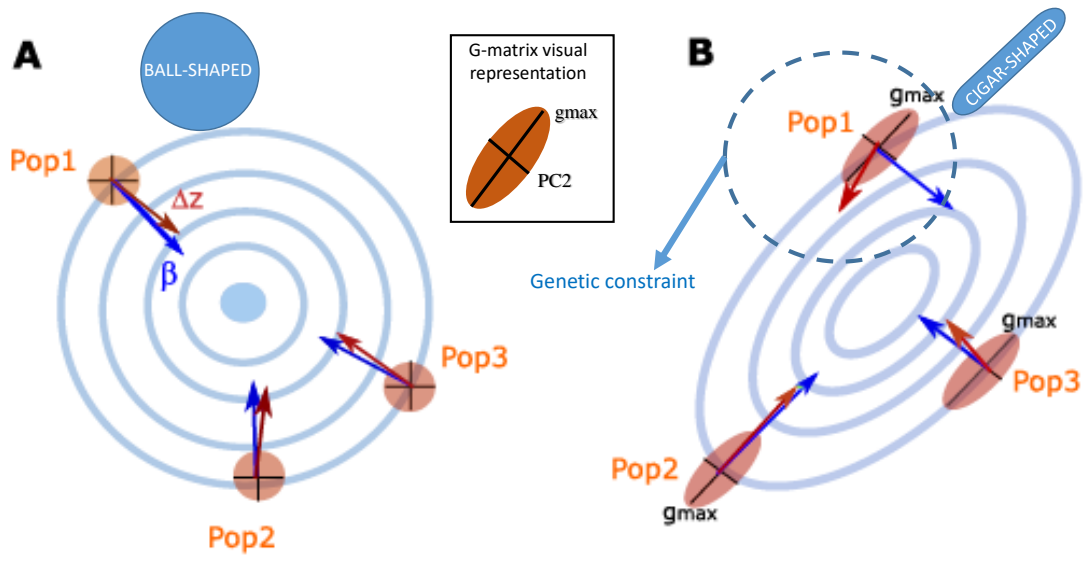 A
BALL-SHAPED
Pop1
Δz
β
Pop3
Pop2
G-matrix visual
representation
gmax
PC2
B
CIGAR-SHAPED
gmax
Pop1
Genetic constraint
gmax
Pop3
Pop2
gmax